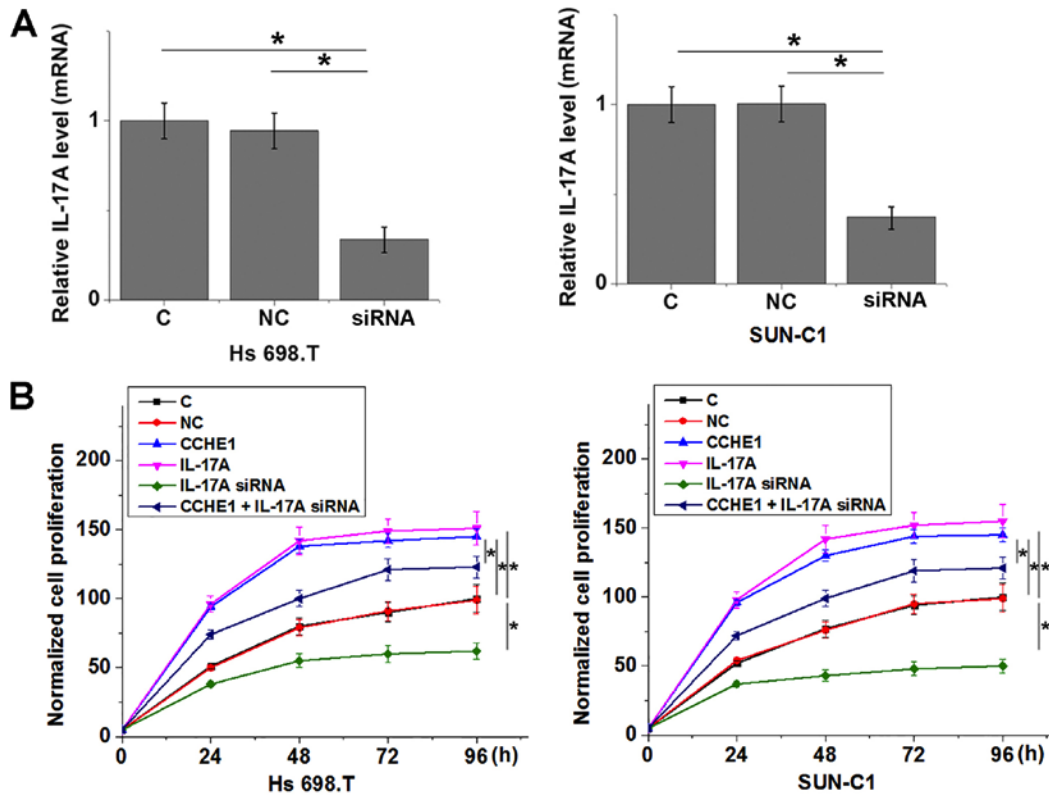 A
Relative IL-17A level (mRNA)
1
0
*
*
C NC siRNA
Hs 698.T
Relative IL-17A level (mRNA)
1
0
*
*
C NC siRNA
SUN-C1
B
Normalized cell proliferation
200
150
100
50
0
C
NC
CCHE1
IL-17A
IL-17A siRNA
CCHE1 + IL-17A siRNA
*
*
*
*
0 24 48 72 96 (h)
Hs 698.T
Normalized cell proliferation
200
150
100
50
0
C
NC
CCHE1
IL-17A
IL-17A siRNA
CCHE1 + IL-17A siRNA
*
*
*
*
0 24 48 72 96 (h)
SUN-C1